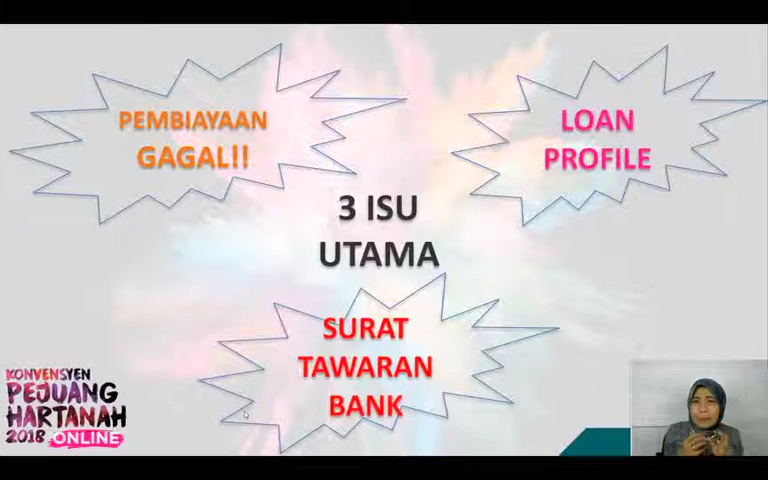 PEMBIAYAAN
GAGAL!!
LOAN
PROFILE
3 ISU
UTAMA
SURAT
TAWARAN
BANK
KONVENSYEN
PEJUANG
HARTANAH
2018 ONLINE